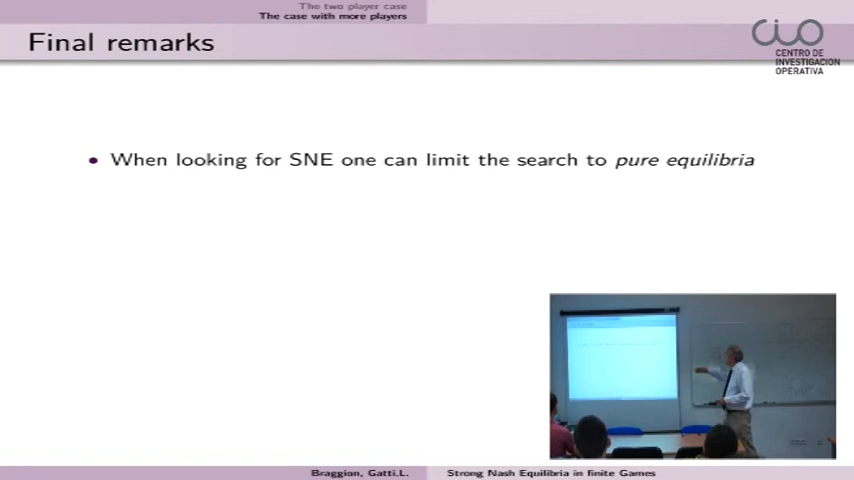 The two player case
The case with more players
Final remarks
CIO
CENTRO DE
INVESTIGACION
OPERATIVA
• When looking for SNE one can limit the search to pure equilibria
Braggion, Gatti,L.
Strong Nash Equilibria in finite Games